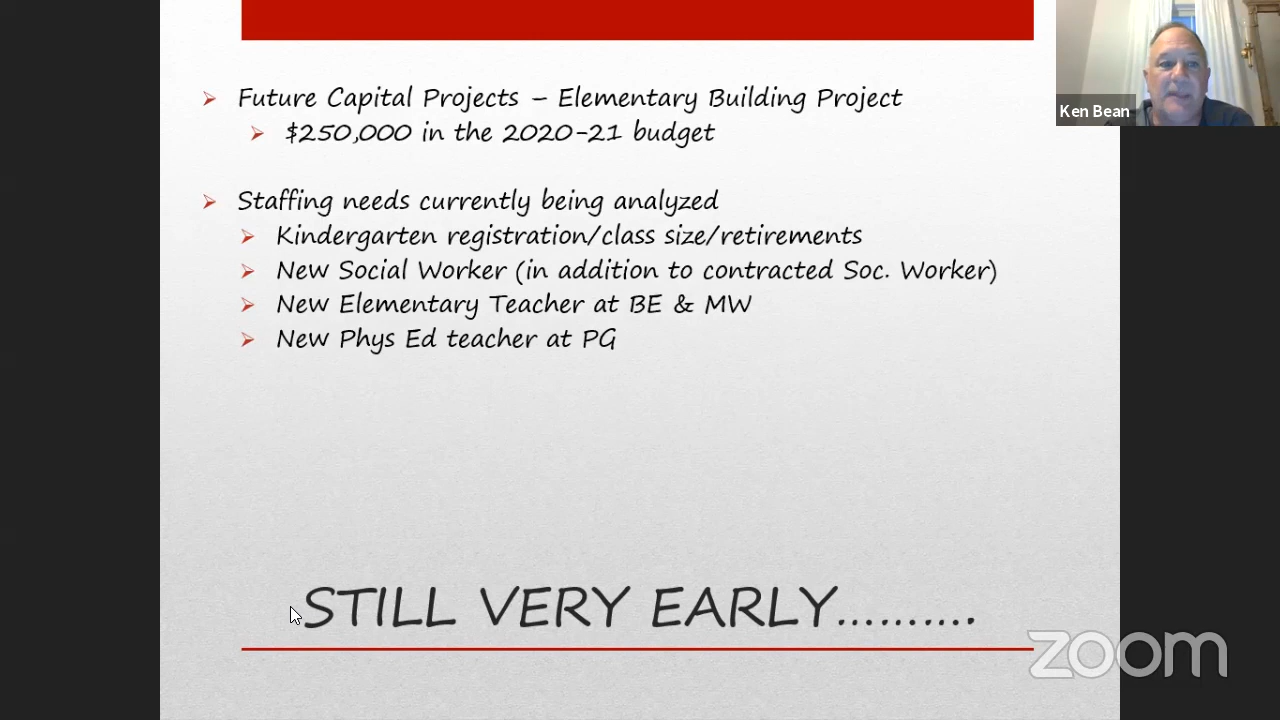 Future Capital Projects – Elementary Building Project
$250,000 in the 2020-21 budget
Staffing needs currently being analyzed
Kindergarten registration/class size/retirements
New Social Worker (in addition to contracted Soc. Worker)
New Elementary Teacher at BE & MW
New Phys Ed teacher at PG
STILL VERY EARLY..........
Ken Bean
zoom